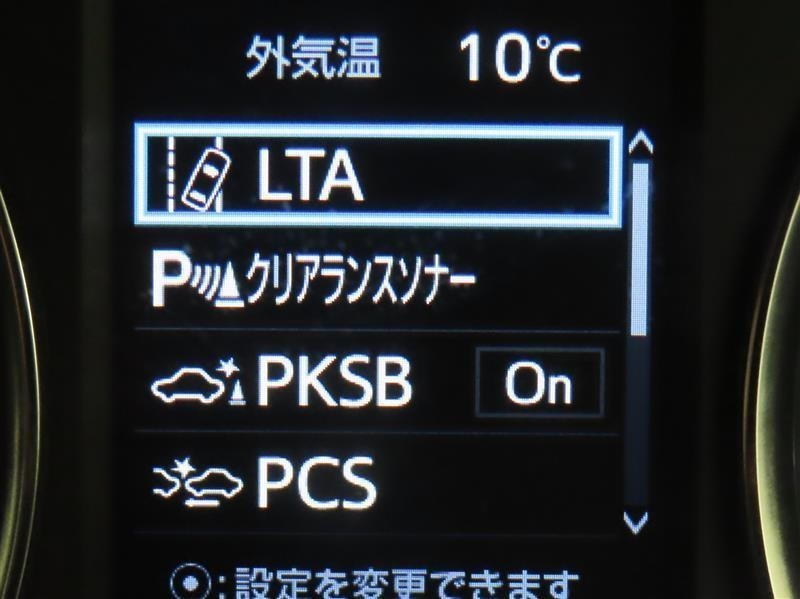 外気温 10℃
LTA
Pクリアランスソナー
PKSB On
PCS
:設定を変更できます